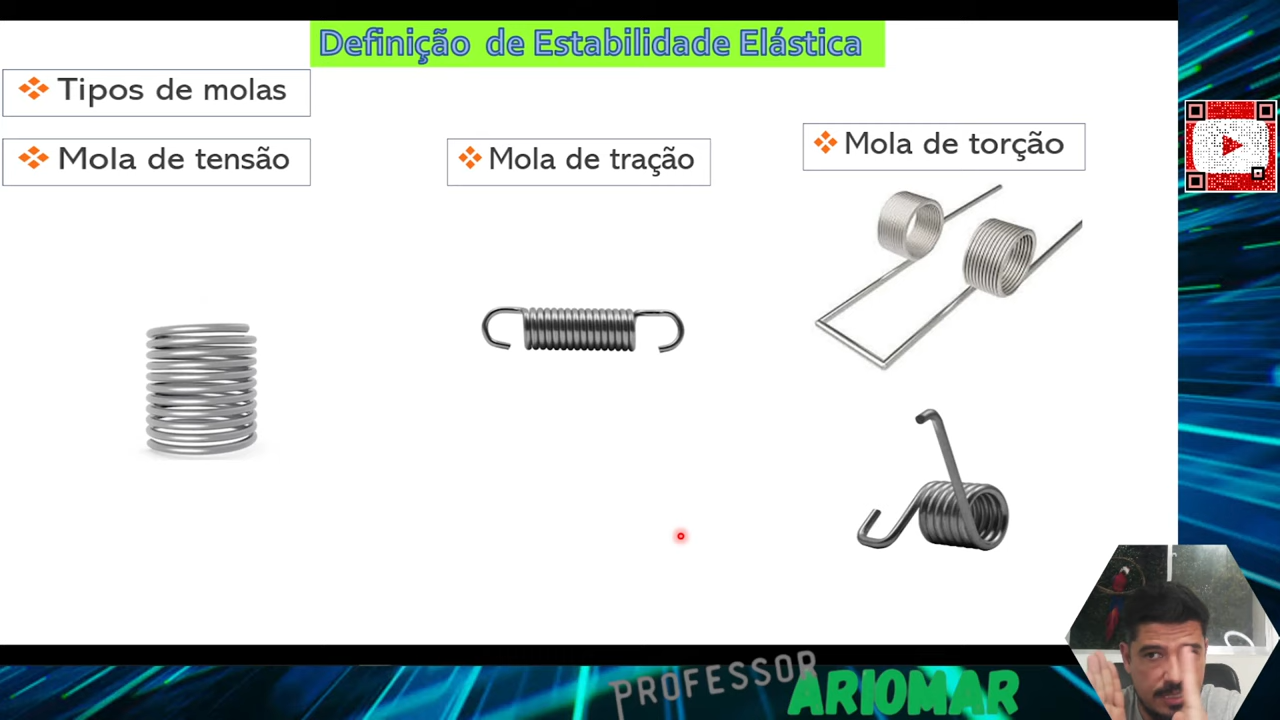 Definição de Estabilidade Elástica
Tipos de molas
Mola de tensão
Mola de tração
Mola de torção
PROFESSOR
ARIOMAR